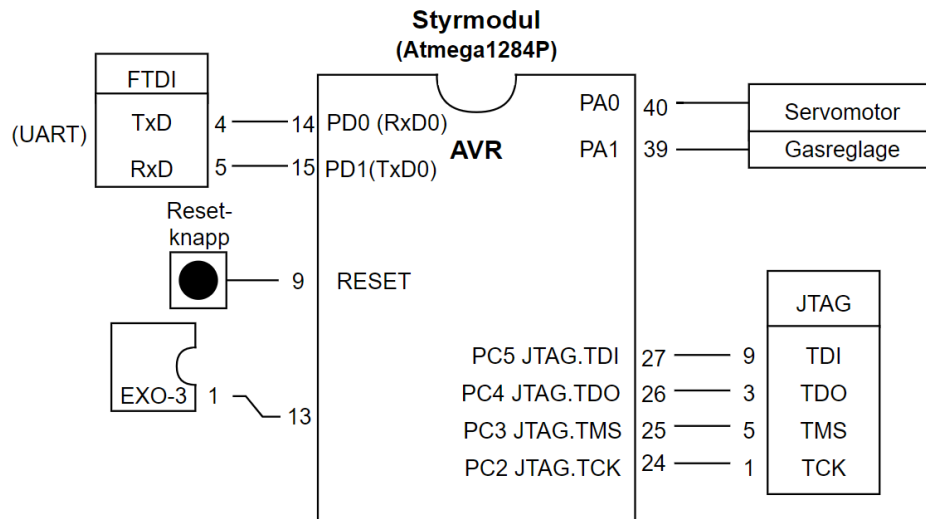 Styrmodul
(Atmega1284P)
FTDI
(UART)
TxD 4 14 PD0 (RxD0)
RxD 5 15 PD1(TxD0)
AVR
PA0 40 Servomotor
PA1 39 Gasreglage
Reset-
knapp
9 RESET
EXO-3 1 13
JTAG
PC5 JTAG.TDI 27 9 TDI
PC4 JTAG.TDO 26 3 TDO
PC3 JTAG.TMS 25 5 TMS
PC2 JTAG.TCK 24 1 TCK